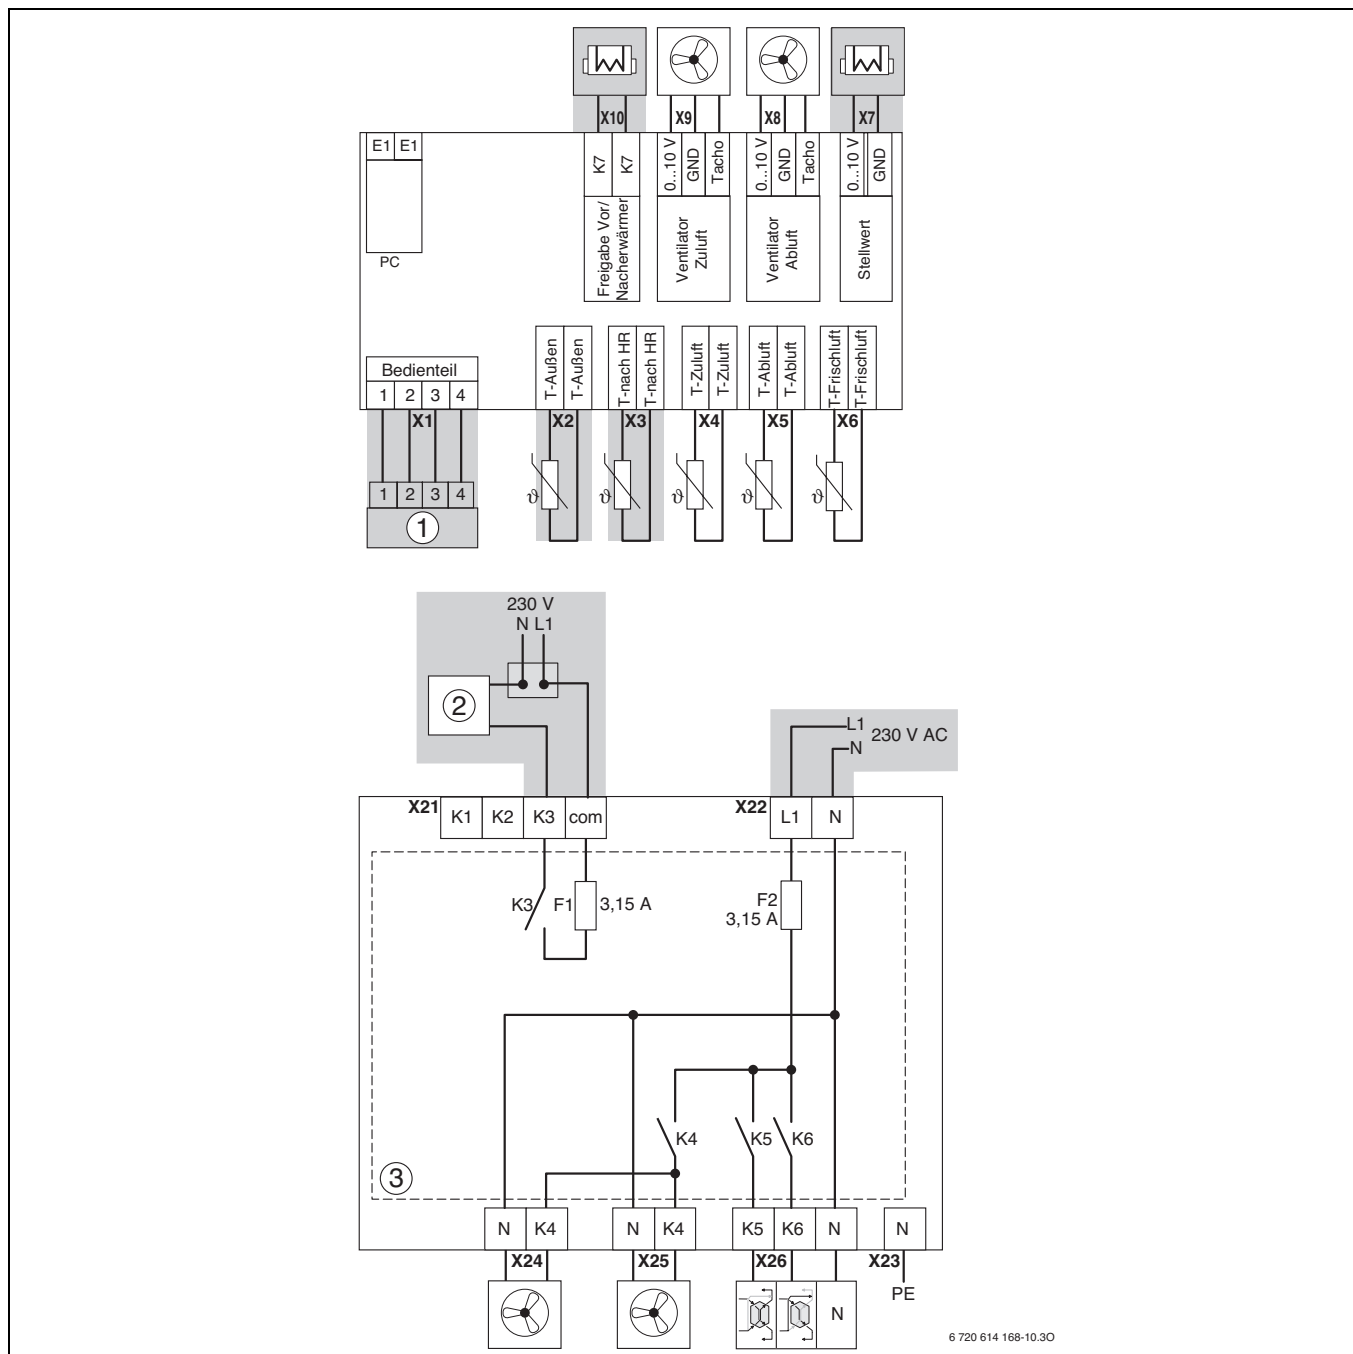 X10
X9
X8
X7
E1 E1
K7 K7
0...10 V GND Tacho
0...10 V GND Tacho
0...10 V GND
PC
Freigabe Vor/
Nacherwärmer
Ventilator
Zuluft
Ventilator
Abluft
Stellwert
Bedienteil
1 2 3 4
T-Außen T-Außen
T-nach HR T-nach HR
T-Zuluft T-Zuluft
T-Abluft T-Abluft
T-Frischluft T-Frischluft
X1
X2
X3
X4
X5
X6
ϑ ϑ ϑ ϑ ϑ
1 2 3 4
1
230 V
N L1
2
L1
N
230 V AC
X21
K1 K2 K3 com
X22
L1 N
K3
F1
3,15 A
F2
3,15 A
K4
K5
K6
3
N K4
N K4
K5 K6 N
N
X24
X25
X26
X23
N
PE
6 720 614 168-10.3O